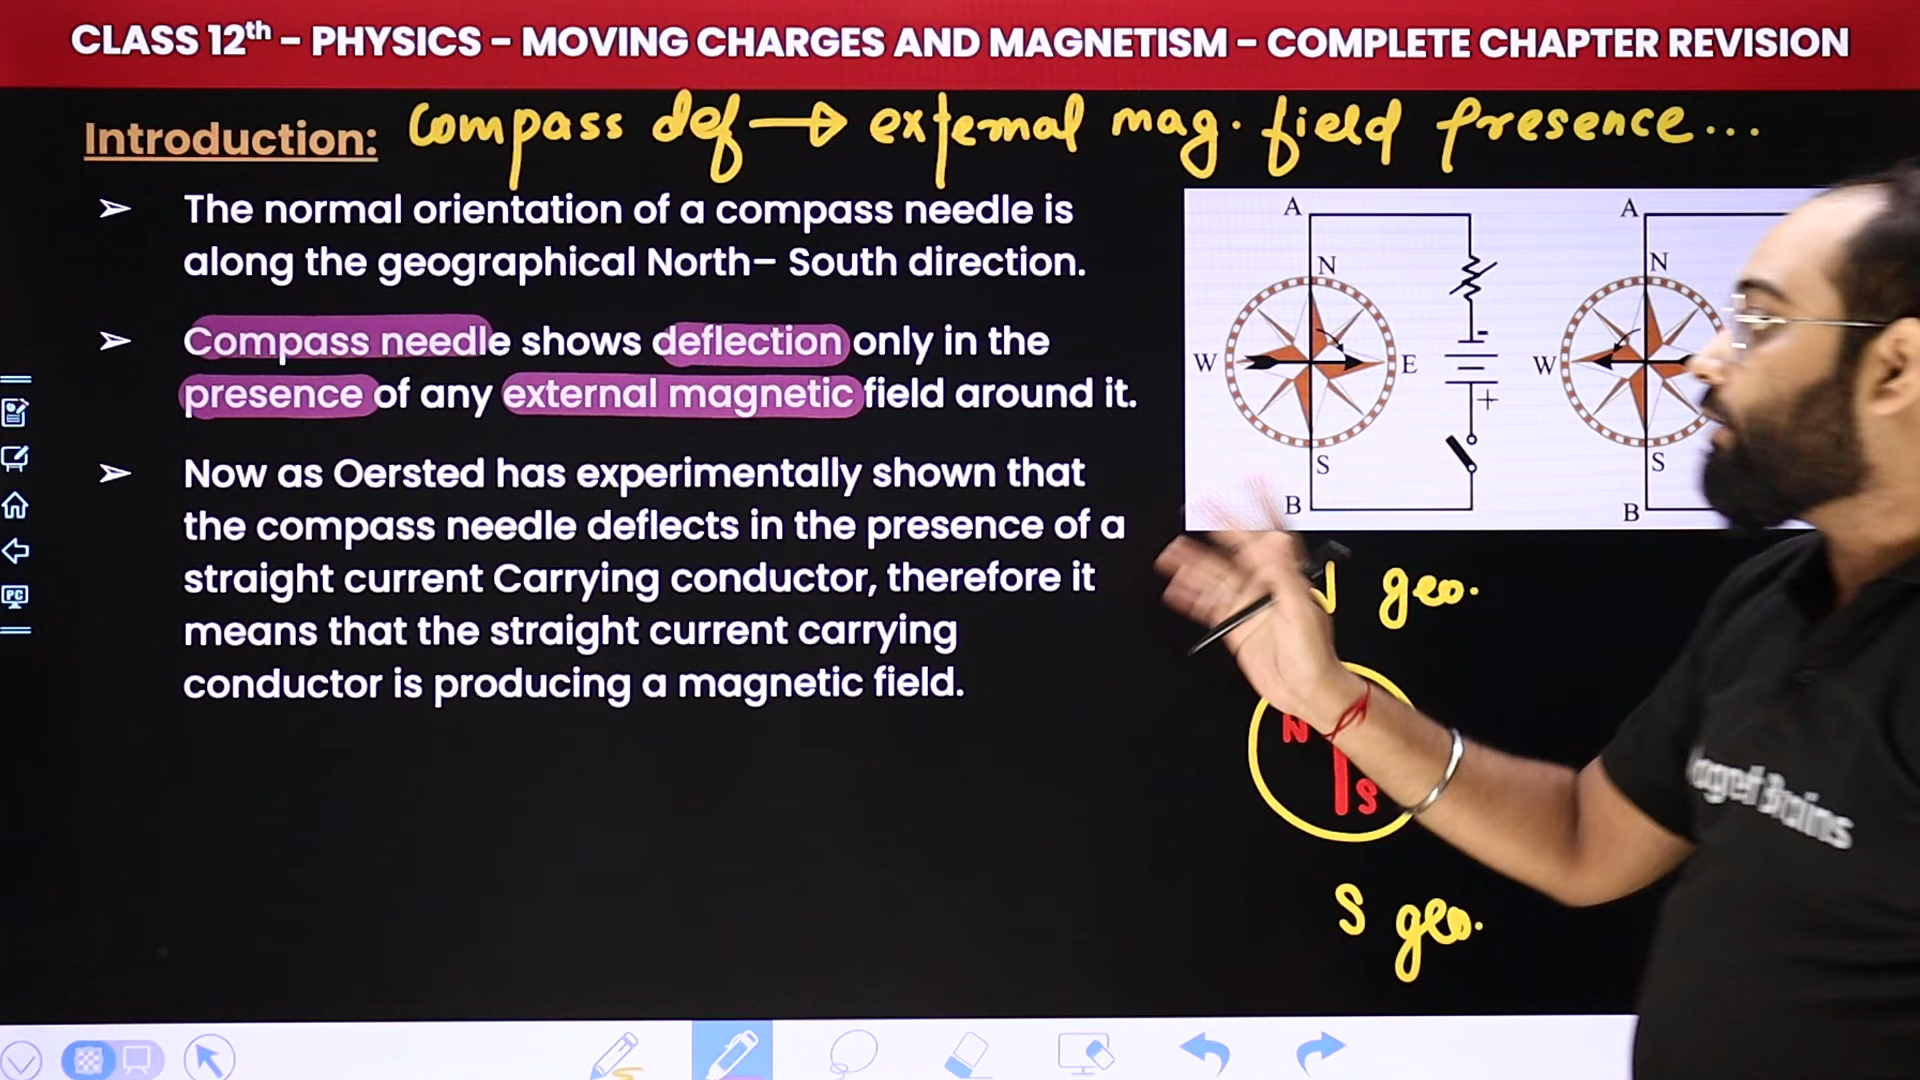 CLASS 12th – PHYSICS – MOVING CHARGES AND MAGNETISM – COMPLETE CHAPTER REVISION
Introduction:
Compass def → external mag. field presence...
➢ The normal orientation of a compass needle is
along the geographical North– South direction.
➢ Compass needle shows deflection only in the
presence of any external magnetic field around it.
➢ Now as Oersted has experimentally shown that
the compass needle deflects in the presence of a
straight current Carrying conductor, therefore it
means that the straight current carrying
conductor is producing a magnetic field.
A
N
W
E
S
B
-
+
A
N
W
S
B
geo.
N
S
S geo.
PC